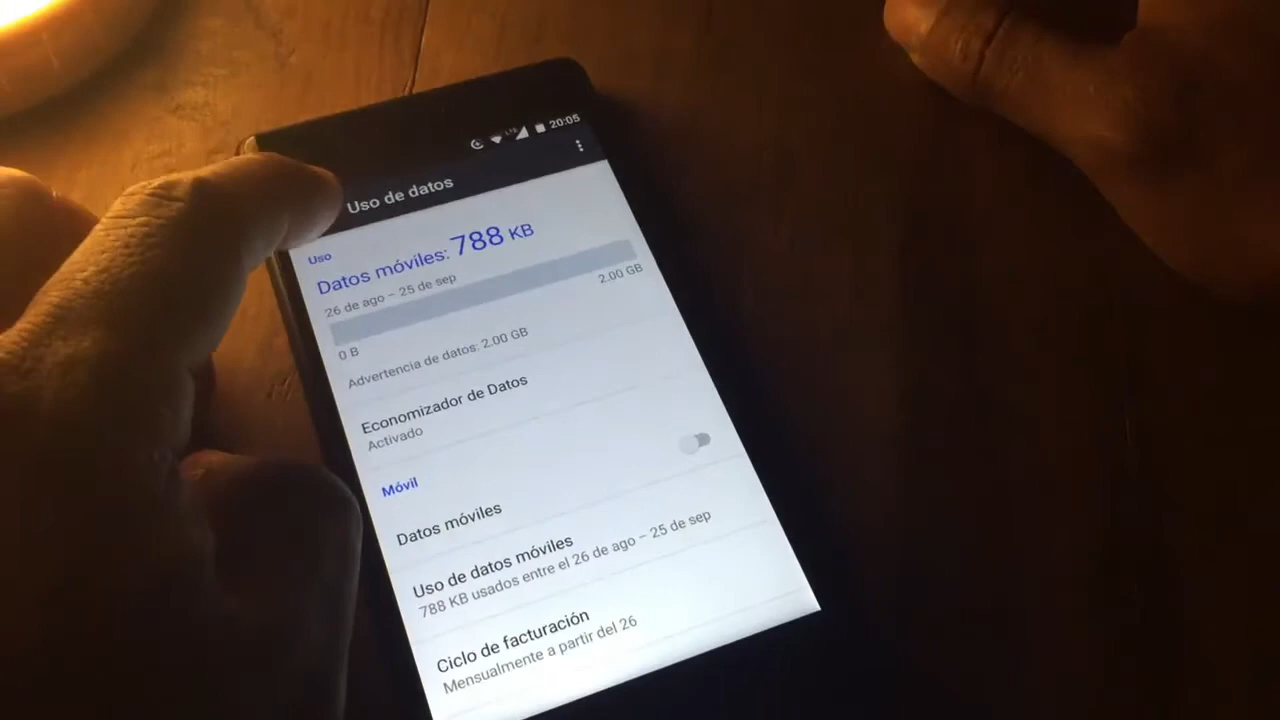 LTE 20:05
Uso de datos
Uso
Datos móviles: 788 KB
26 de ago – 25 de sep
0 B 2.00 GB
Advertencia de datos: 2.00 GB
Economizador de Datos
Activado
Móvil
Datos móviles
Uso de datos móviles
788 KB usados entre el 26 de ago – 25 de sep
Ciclo de facturación
Mensualmente a partir del 26